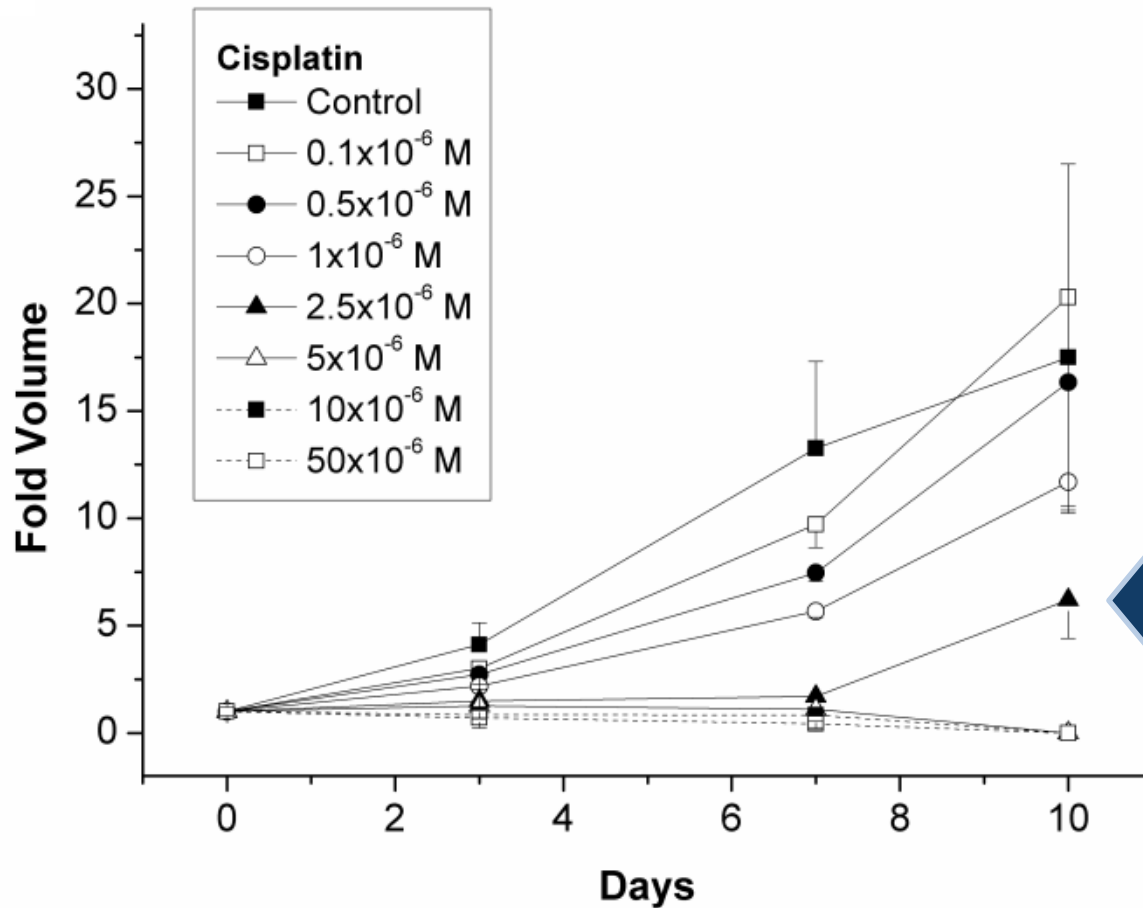 Cisplatin
Control
0.1x10⁻⁶ M
0.5x10⁻⁶ M
1x10⁻⁶ M
2.5x10⁻⁶ M
5x10⁻⁶ M
10x10⁻⁶ M
50x10⁻⁶ M
Fold Volume
30
25
20
15
10
5
0
0 2 4 6 8 10
Days